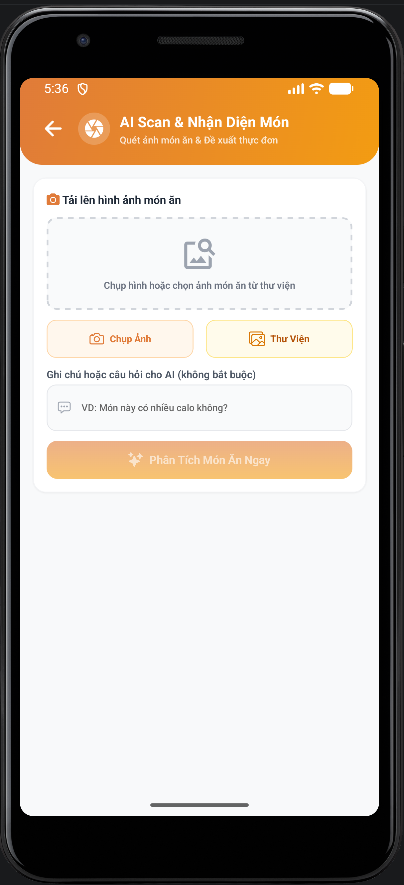 5:36
AI Scan & Nhận Diện Món
Quét ảnh món ăn & Đề xuất thực đơn
Tải lên hình ảnh món ăn
Chụp hình hoặc chọn ảnh món ăn từ thư viện
Chụp Ảnh
Thư Viện
Ghi chú hoặc câu hỏi cho AI (không bắt buộc)
VD: Món này có nhiều calo không?
Phân Tích Món Ăn Ngay